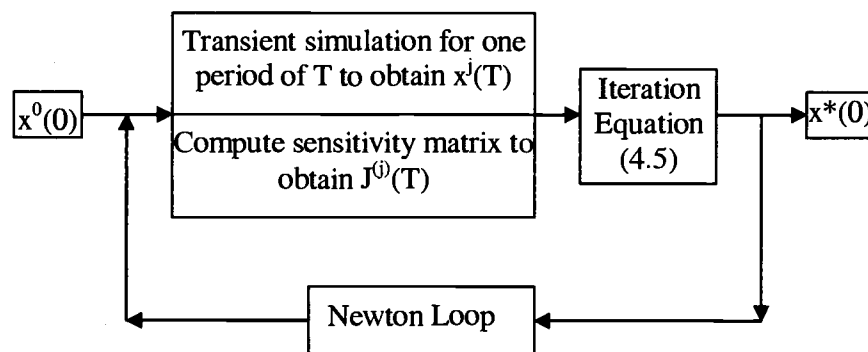 x⁰(0)
Transient simulation for one
period of T to obtain xʲ(T)
Compute sensitivity matrix to
obtain J⁽ʲ⁾(T)
Iteration
Equation
(4.5)
x*(0)
Newton Loop